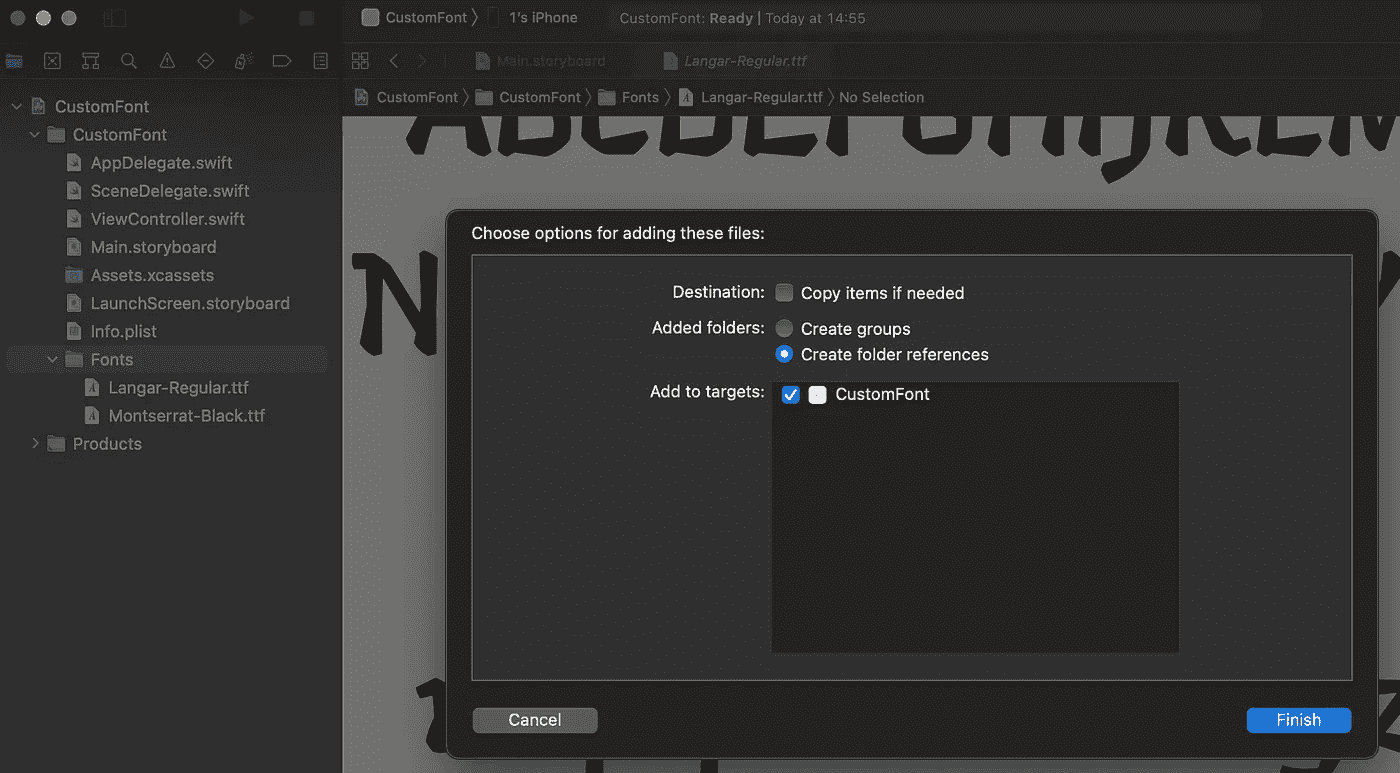 CustomFont 〉 1's iPhone
CustomFont: Ready | Today at 14:55
Main.storyboard
Langar-Regular.ttf
CustomFont 〉 CustomFont 〉 Fonts 〉 Langar-Regular.ttf 〉 No Selection
CustomFont
CustomFont
AppDelegate.swift
SceneDelegate.swift
ViewController.swift
Main.storyboard
Assets.xcassets
LaunchScreen.storyboard
Info.plist
Fonts
Langar-Regular.ttf
Montserrat-Black.ttf
Products
ABCDEFGHIJKLM
N
Choose options for adding these files:
Destination: Copy items if needed
Added folders: Create groups
Create folder references
Add to targets: CustomFont
Cancel
Finish